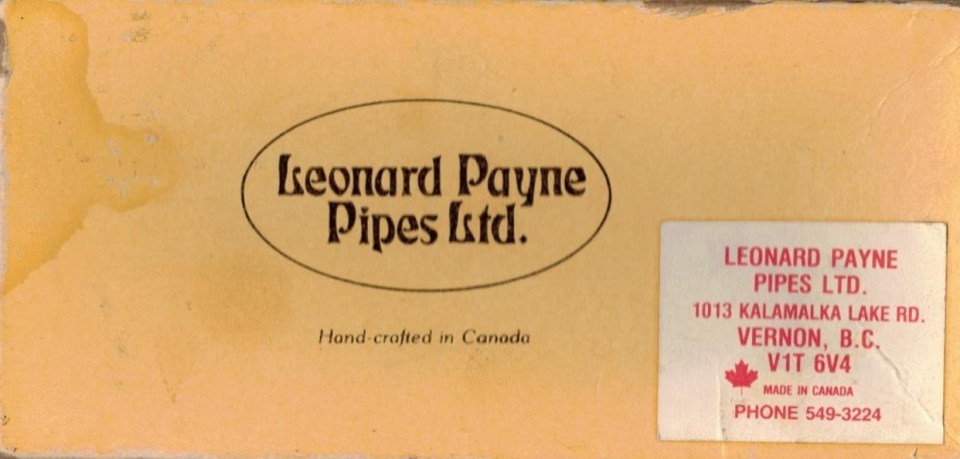 Leonard Payne
Pipes Ltd.
Hand-crafted in Canada
LEONARD PAYNE
PIPES LTD.
1013 KALAMALKA LAKE RD.
VERNON, B.C.
V1T 6V4
MADE IN CANADA
PHONE 549-3224